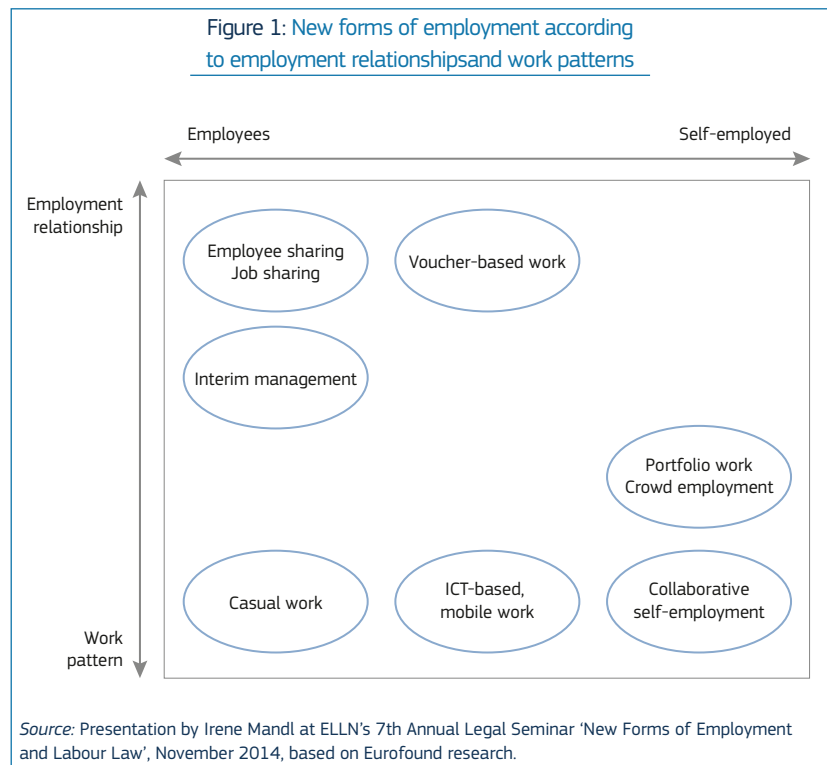 Figure 1: New forms of employment according
to employment relationshipsand work patterns
Employees
Self-employed
Employment
relationship
Employee sharing
Job sharing
Voucher-based work
Interim management
Portfolio work
Crowd employment
Casual work
ICT-based,
mobile work
Collaborative
self-employment
Work
pattern
Source: Presentation by Irene Mandl at ELLN’s 7th Annual Legal Seminar ‘New Forms of Employment
and Labour Law’, November 2014, based on Eurofound research.